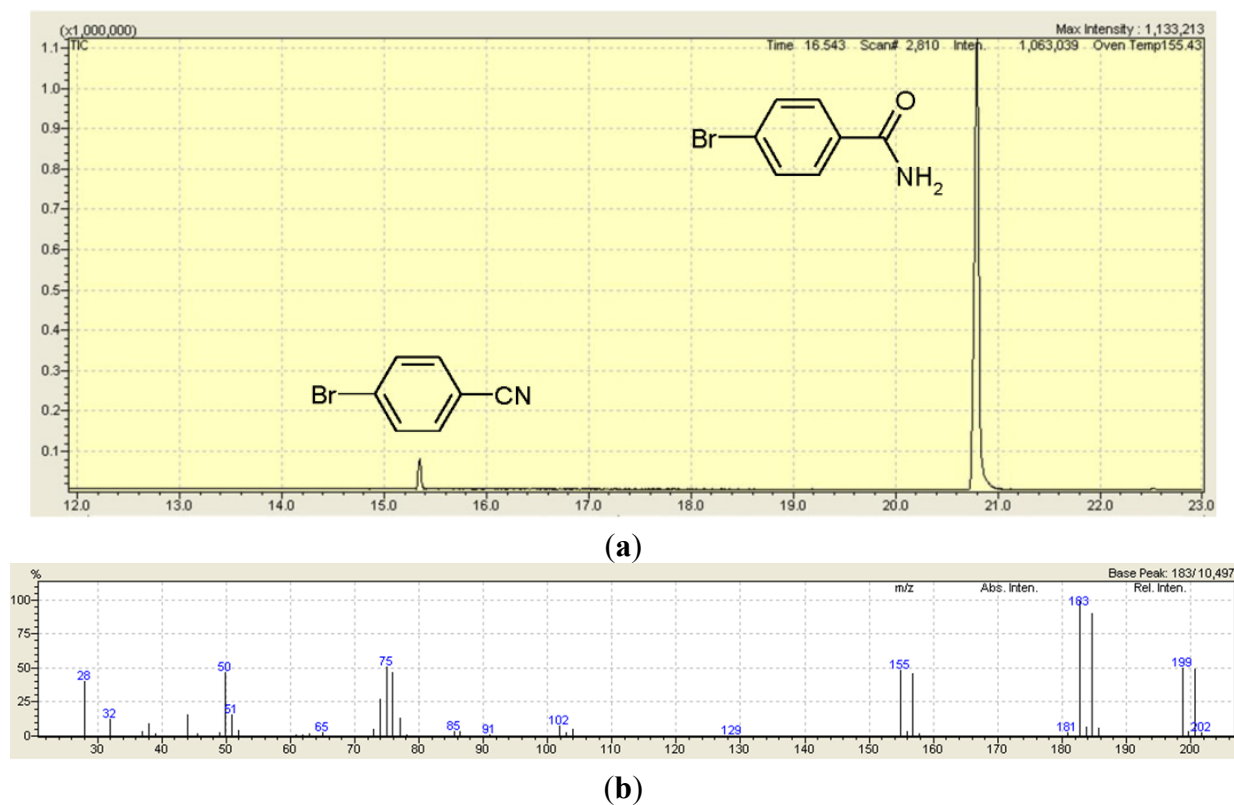 (x1,000,000)
Max Intensity : 1,133,213
TIC
Time 16.543 Scan# 2,810 Inten. 1,063,039 Oven Temp155.43
1.1
1.0
0.9
0.8
0.7
0.6
0.5
0.4
0.3
0.2
0.1
Br
O
NH2
Br
CN
12.0 13.0 14.0 15.0 16.0 17.0 18.0 19.0 20.0 21.0 22.0 23.0
(a)
%
Base Peak: 183/10,497
m/z Abs. Inten. Rel. Inten.
100
75
50
25
0
28
32
50
51
65
75
85
91
102
129
155
181
183
199
202
30 40 50 60 70 80 90 100 110 120 130 140 150 160 170 180 190 200
(b)